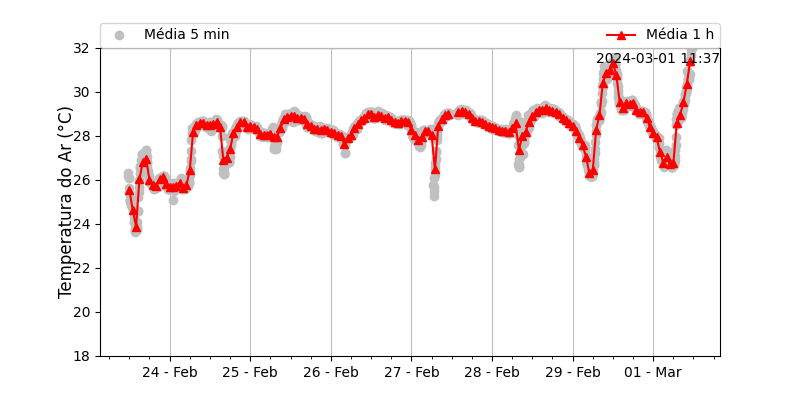 Média 5 min
Média 1 h
2024-03-01 11:37
Temperatura do Ar (°C)
32
30
28
26
24
22
20
18
24 - Feb
25 - Feb
26 - Feb
27 - Feb
28 - Feb
29 - Feb
01 - Mar